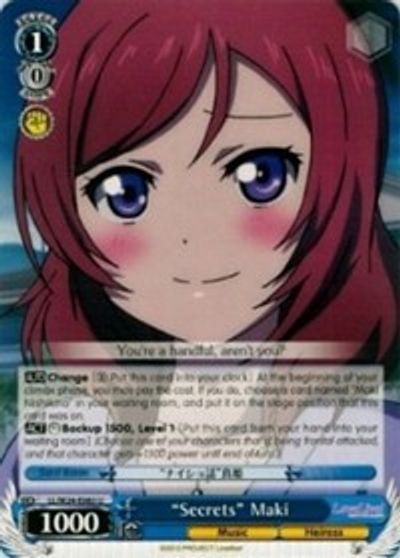 1
0
You're a handful, aren't you?
AUTO Change [③ Put this card into your clock] At the beginning of your
climax phase, you may pay the cost. If you do, choose a card named "Maki
Nishikino" in your waiting room, and put it on the stage position that this
card was on.
ACT Backup 1500, Level 1 [Put this card from your hand into your waiting
room] (Choose one of your characters that is being frontal attacked,
and that character gets +1500 power until end of turn)
"ナイショ話"真姫
1000
"Secrets" Maki
Music
Heiress